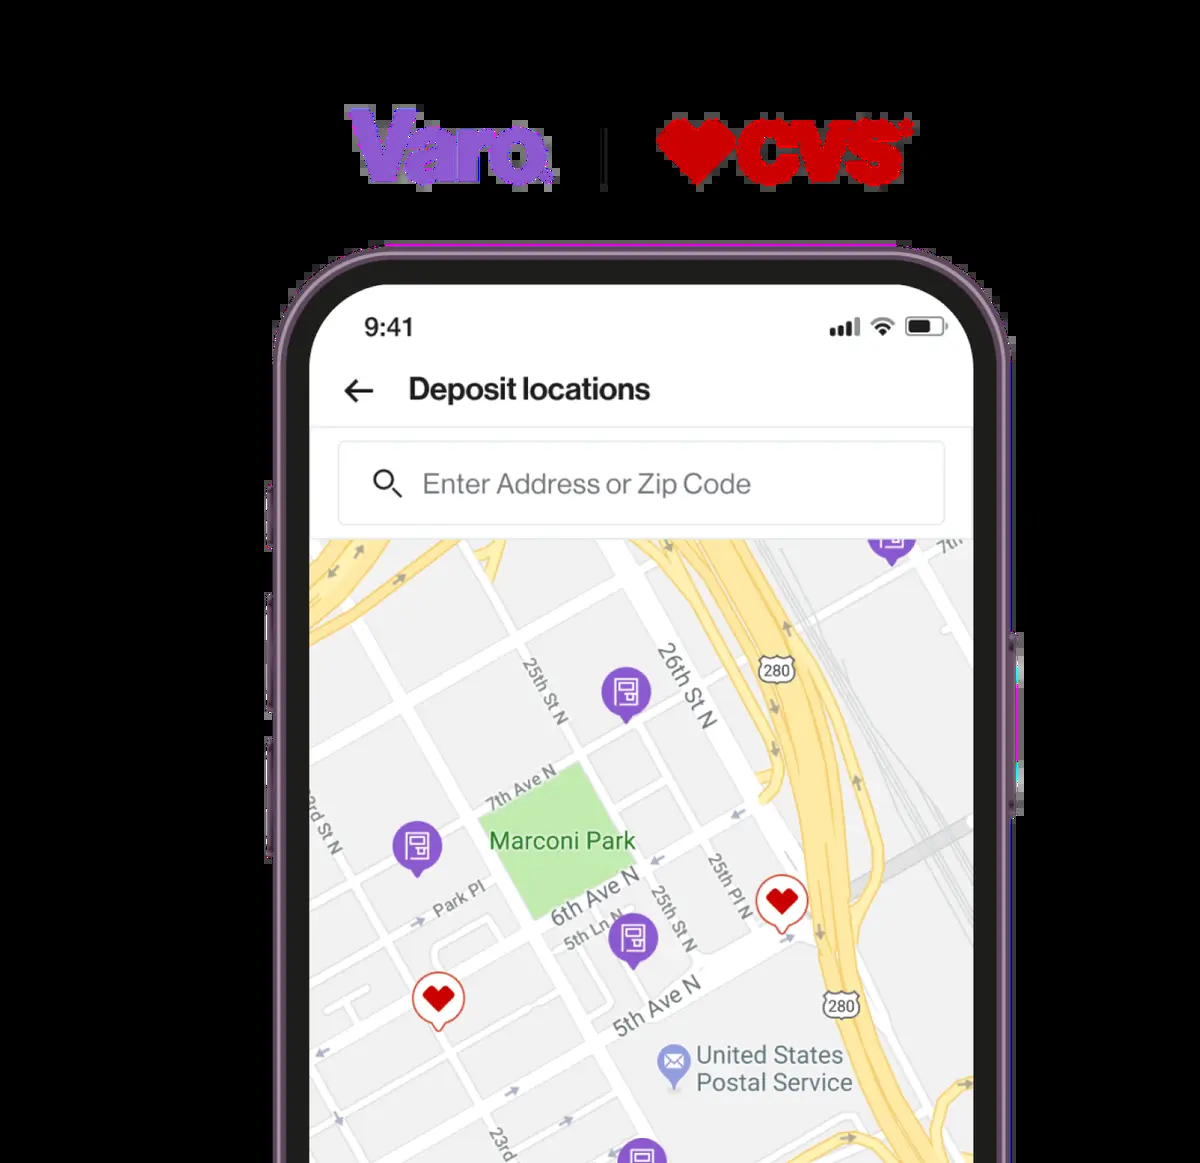 Varo
CVS
9:41
Deposit locations
Enter Address or Zip Code
7th
280
26th St N
25th St N
7th Ave N
Marconi Park
Park Pl
6th Ave N
5th Ln N
25th St N
25th Pl N
5th Ave N
280
United States
Postal Service
23rd